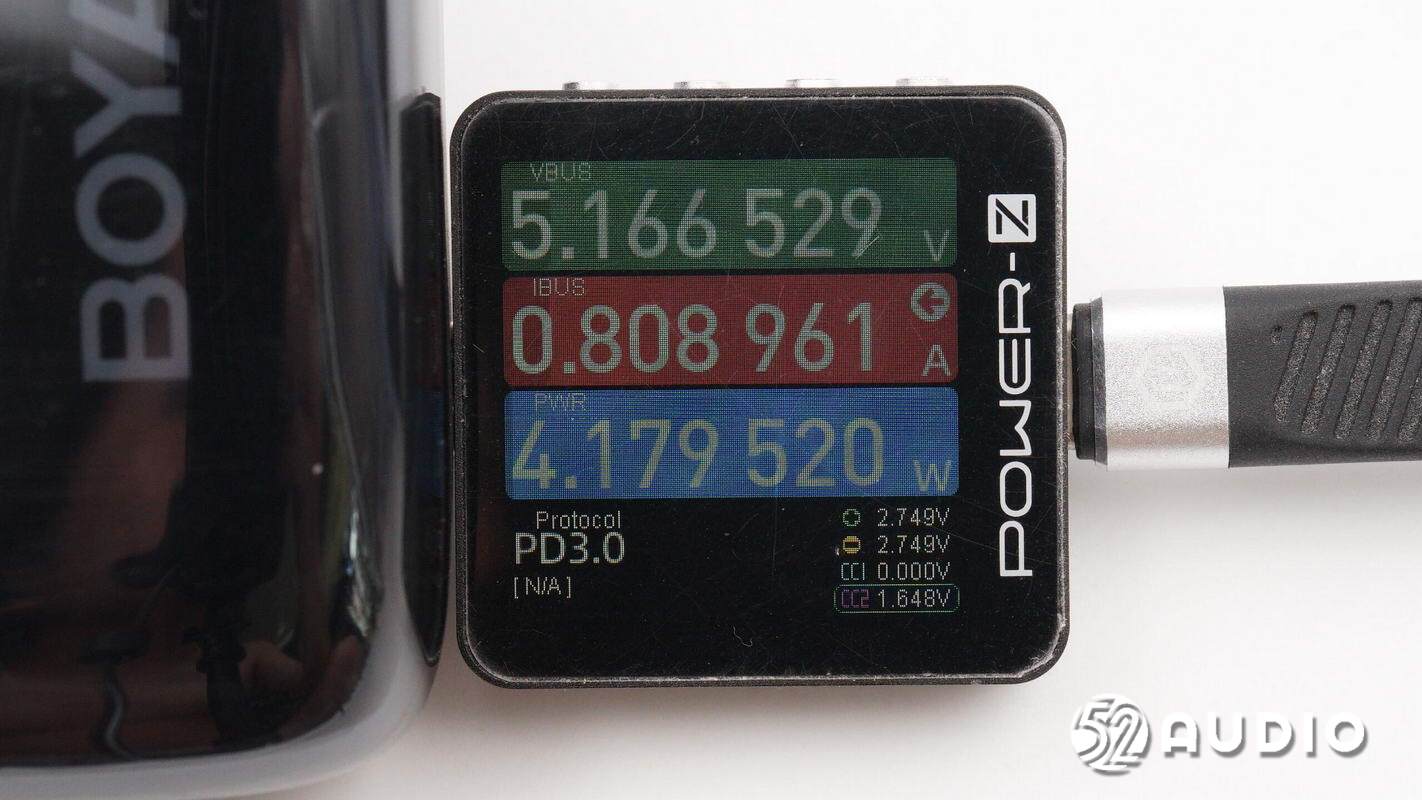 BOYA
VBUS
5.166 529
V
IBUS
0.808 961
A
PWR
4.179 520
W
Protocol
PD3.0
[N/A]
2.749V
2.749V
CC1 0.000V
CC2 1.648V
POWER-Z
52 AUDIO